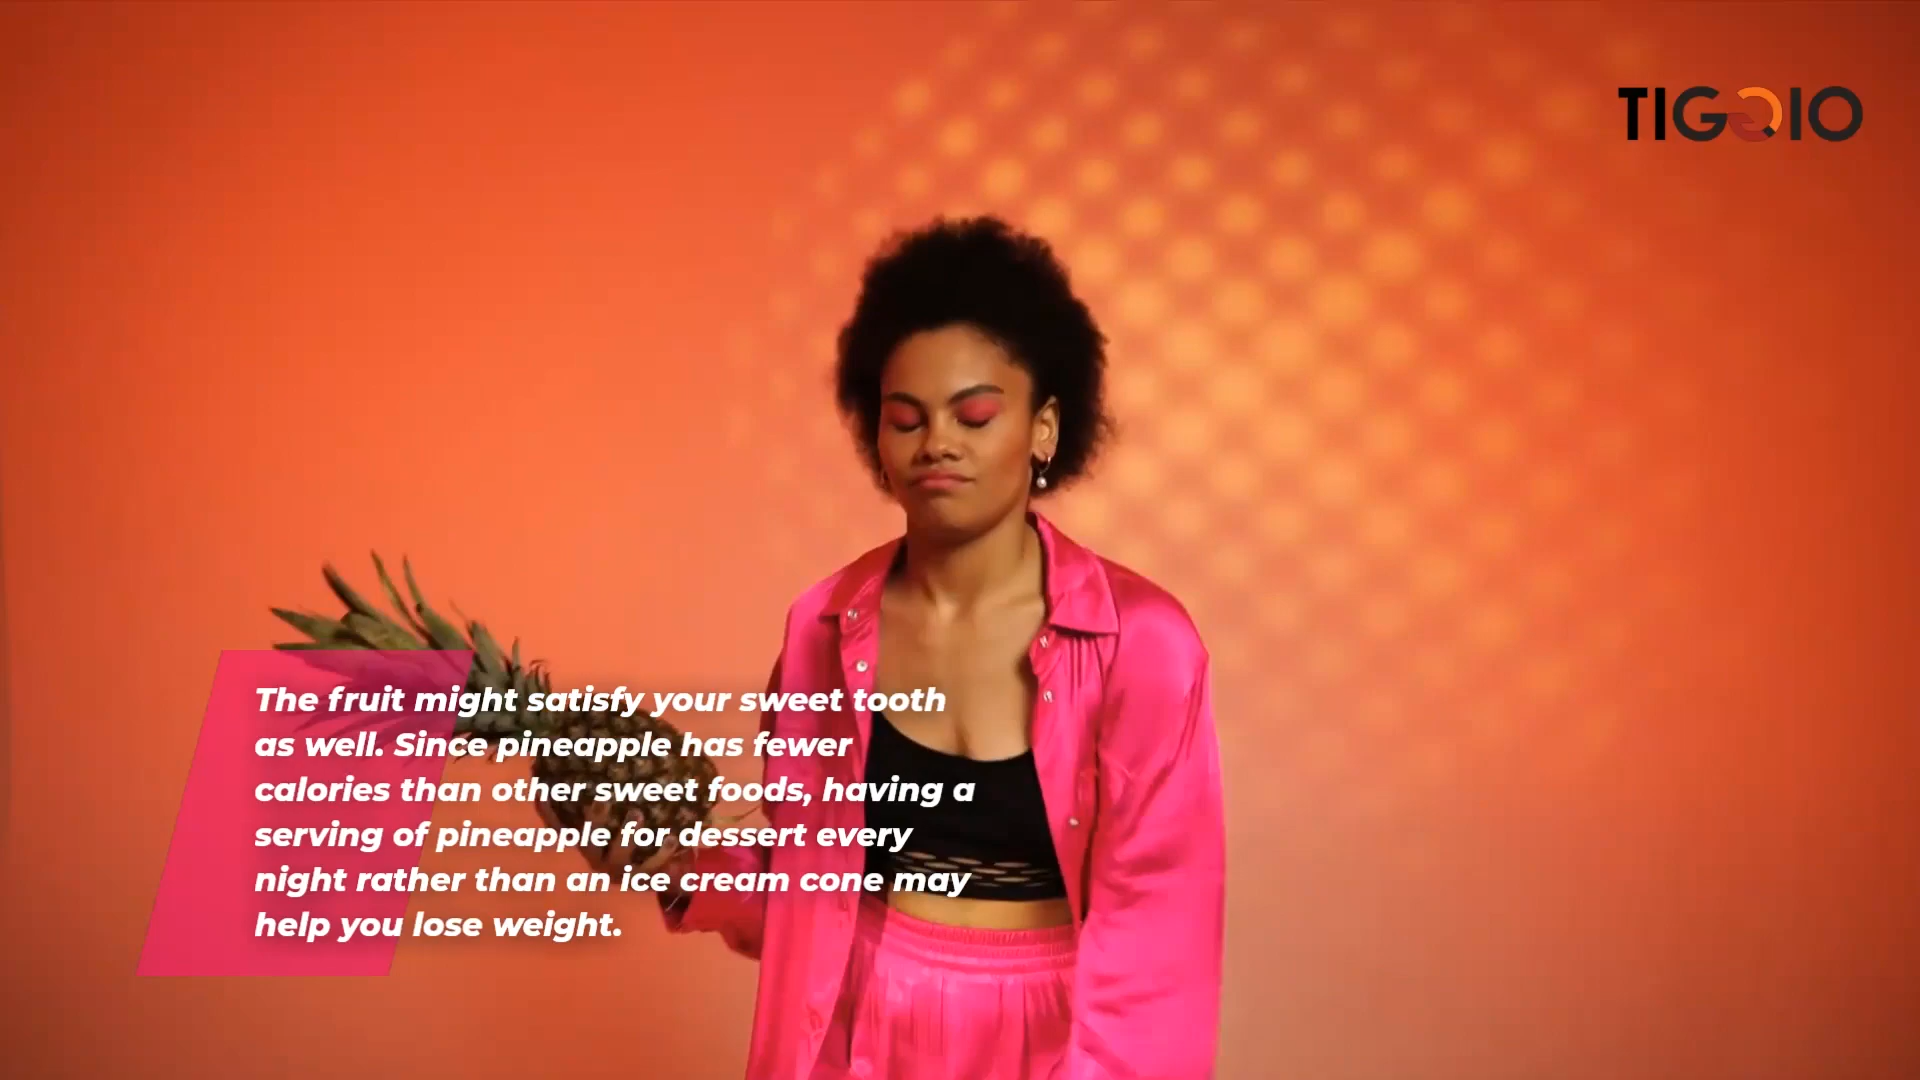 TIGGIO
The fruit might satisfy your sweet tooth
as well. Since pineapple has fewer
calories than other sweet foods, having a
serving of pineapple for dessert every
night rather than an ice cream cone may
help you lose weight.